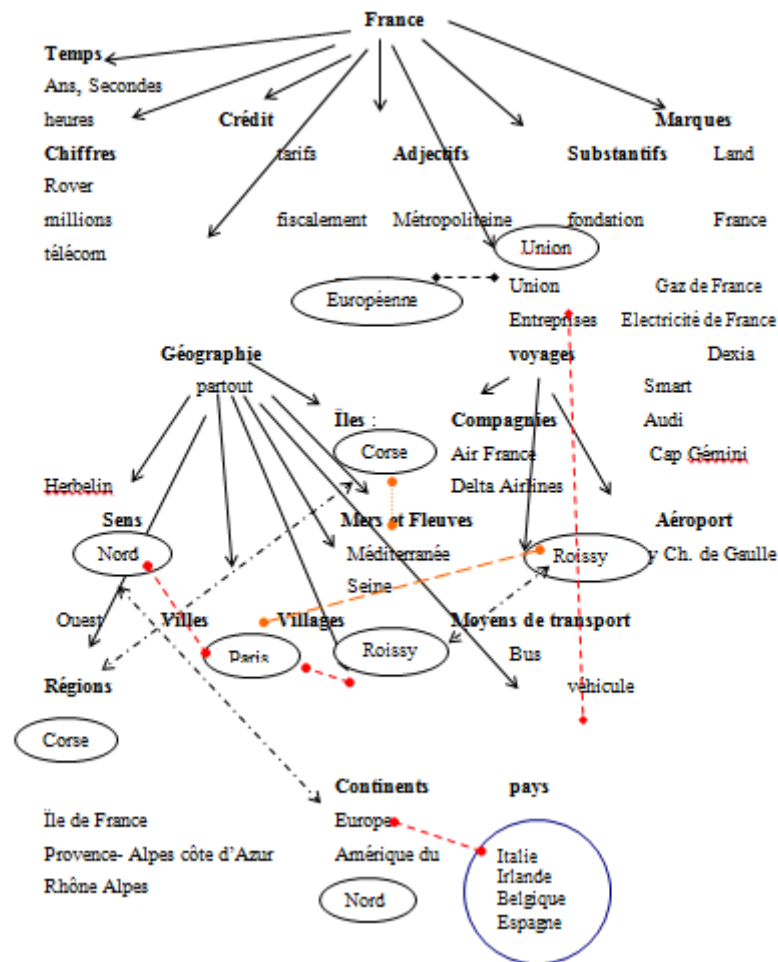 France
Temps
Ans, Secondes
heures Crédit Marques
Chiffres tarifs Adjectifs Substantifs Land
Rover
millions fiscalement Métropolitaine fondation France
télécom
Union
Européenne Union Gaz de France
Entreprises Electricité de France
Géographie voyages Dexia
partout Smart
Îles : Compagnies Audi
Corse Air France Cap Gémini
Herbelin Delta Airlines
Sens Mers et Fleuves Aéroport
Nord Méditerranée Roissy y Ch. de Gaulle
Seine
Ouest Villes Villages Moyens de transport
Paris Roissy Bus
Régions véhicule
Corse
Continents pays
Île de France Europe
Provence- Alpes côte d’Azur Amérique du Italie
Rhône Alpes Irlande
Nord Belgique
Espagne